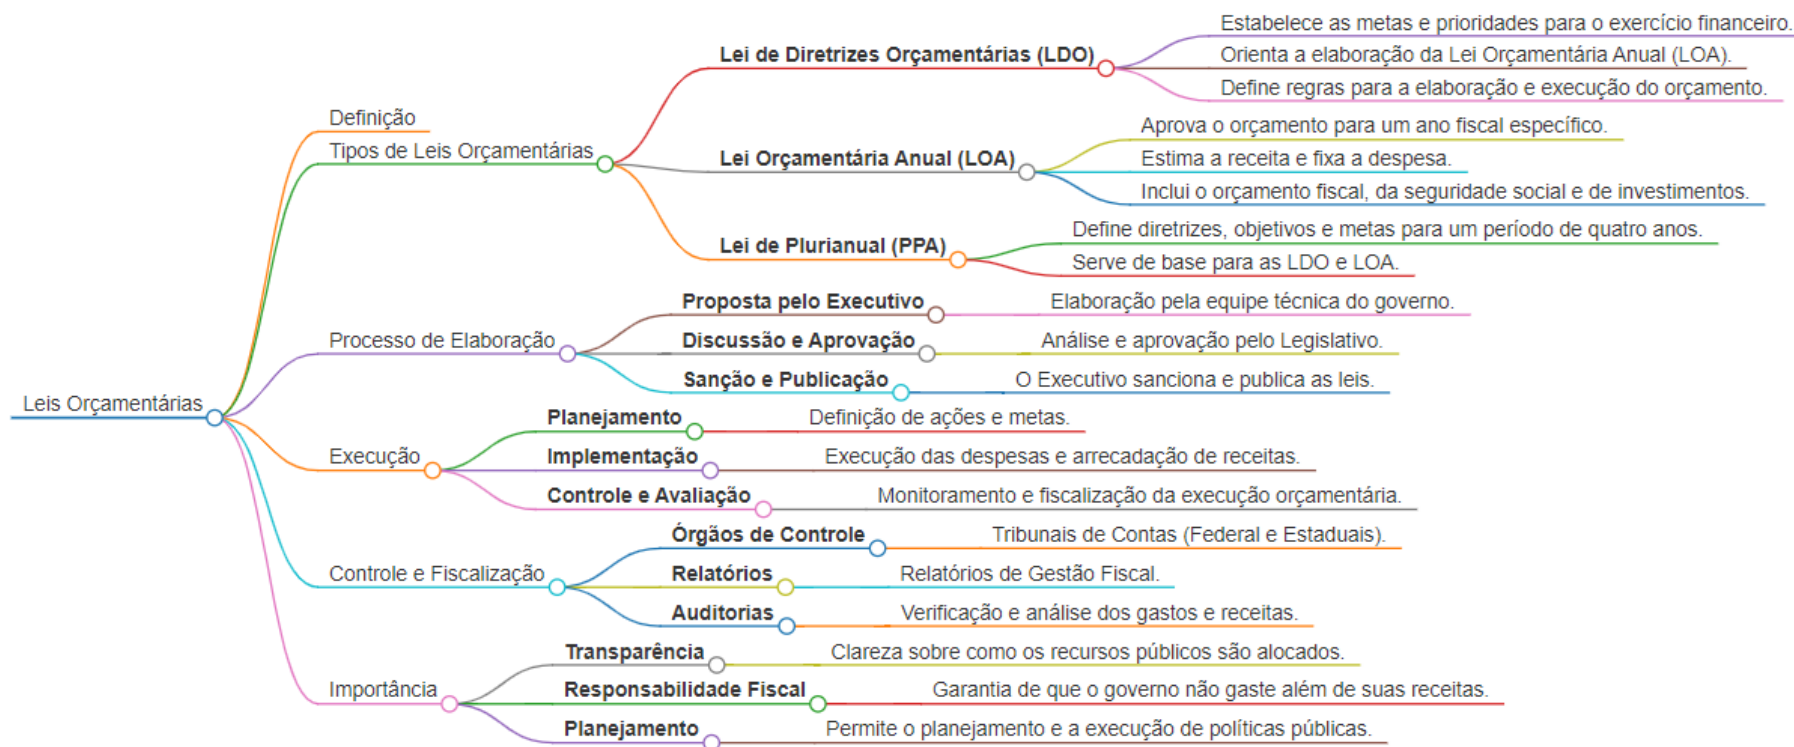 Leis Orçamentárias
Definição
Tipos de Leis Orçamentárias
Lei de Diretrizes Orçamentárias (LDO)
Estabelece as metas e prioridades para o exercício financeiro.
Orienta a elaboração da Lei Orçamentária Anual (LOA).
Define regras para a elaboração e execução do orçamento.
Lei Orçamentária Anual (LOA)
Aprova o orçamento para um ano fiscal específico.
Estima a receita e fixa a despesa.
Inclui o orçamento fiscal, da seguridade social e de investimentos.
Lei de Plurianual (PPA)
Define diretrizes, objetivos e metas para um período de quatro anos.
Serve de base para as LDO e LOA.
Processo de Elaboração
Proposta pelo Executivo
Elaboração pela equipe técnica do governo.
Discussão e Aprovação
Análise e aprovação pelo Legislativo.
Sanção e Publicação
O Executivo sanciona e publica as leis.
Execução
Planejamento
Definição de ações e metas.
Implementação
Execução das despesas e arrecadação de receitas.
Controle e Avaliação
Monitoramento e fiscalização da execução orçamentária.
Controle e Fiscalização
Órgãos de Controle
Tribunais de Contas (Federal e Estaduais).
Relatórios
Relatórios de Gestão Fiscal.
Auditorias
Verificação e análise dos gastos e receitas.
Importância
Transparência
Clareza sobre como os recursos públicos são alocados.
Responsabilidade Fiscal
Garantia de que o governo não gaste além de suas receitas.
Planejamento
Permite o planejamento e a execução de políticas públicas.